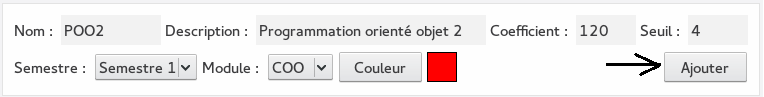 Nom : POO2 Description : Programmation orienté objet 2 Coefficient : 120 Seuil : 4
Semestre : Semestre 1 Module : COO Couleur Ajouter